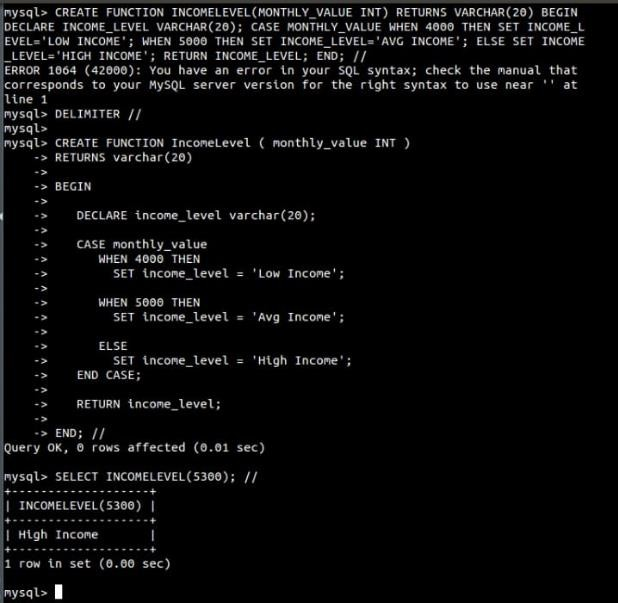 mysql> CREATE FUNCTION INCOMELEVEL(MONTHLY_VALUE INT) RETURNS VARCHAR(20) BEGIN
DECLARE INCOME_LEVEL VARCHAR(20); CASE MONTHLY_VALUE WHEN 4000 THEN SET INCOME_L
EVEL='LOW INCOME'; WHEN 5000 THEN SET INCOME_LEVEL='AVG INCOME'; ELSE SET INCOME
_LEVEL='HIGH INCOME'; RETURN INCOME_LEVEL; END; //
ERROR 1064 (42000): You have an error in your SQL syntax; check the manual that
corresponds to your MySQL server version for the right syntax to use near '' at
line 1
mysql> DELIMITER //
mysql>
mysql> CREATE FUNCTION IncomeLevel ( monthly_value INT )
    -> RETURNS varchar(20)
    ->
    -> BEGIN
    ->
    ->    DECLARE income_level varchar(20);
    ->
    ->    CASE monthly_value
    ->       WHEN 4000 THEN
    ->         SET income_level = 'Low Income';
    ->
    ->       WHEN 5000 THEN
    ->         SET income_level = 'Avg Income';
    ->
    ->       ELSE
    ->         SET income_level = 'High Income';
    ->    END CASE;
    ->
    ->    RETURN income_level;
    ->
    -> END; //
Query OK, 0 rows affected (0.01 sec)

mysql> SELECT INCOMELEVEL(5300); //
+-------------------+
| INCOMELEVEL(5300) |
+-------------------+
| High Income       |
+-------------------+
1 row in set (0.00 sec)

mysql>